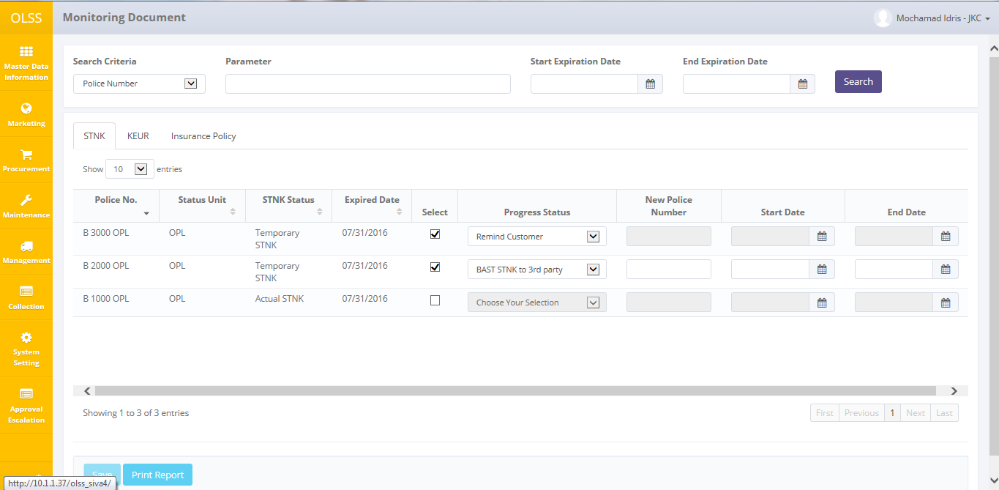 OLSS
Monitoring Document
Mochamad Idris - JKC
Master Data
Information
Marketing
Procurement
Maintenance
Management
Collection
System
Setting
Approval
Escalation
Search Criteria
Parameter
Start Expiration Date
End Expiration Date
Police Number
Search
STNK
KEUR
Insurance Policy
Show 10 entries
Police No.
Status Unit
STNK Status
Expired Date
Select
Progress Status
New Police
Number
Start Date
End Date
B 3000 OPL
OPL
Temporary
STNK
07/31/2016
Remind Customer
B 2000 OPL
OPL
Temporary
STNK
07/31/2016
BAST STNK to 3rd party
B 1000 OPL
OPL
Actual STNK
07/31/2016
Choose Your Selection
Showing 1 to 3 of 3 entries
First Previous 1 Next Last
Save
Print Report
http://10.1.1.37/olss_siva4/